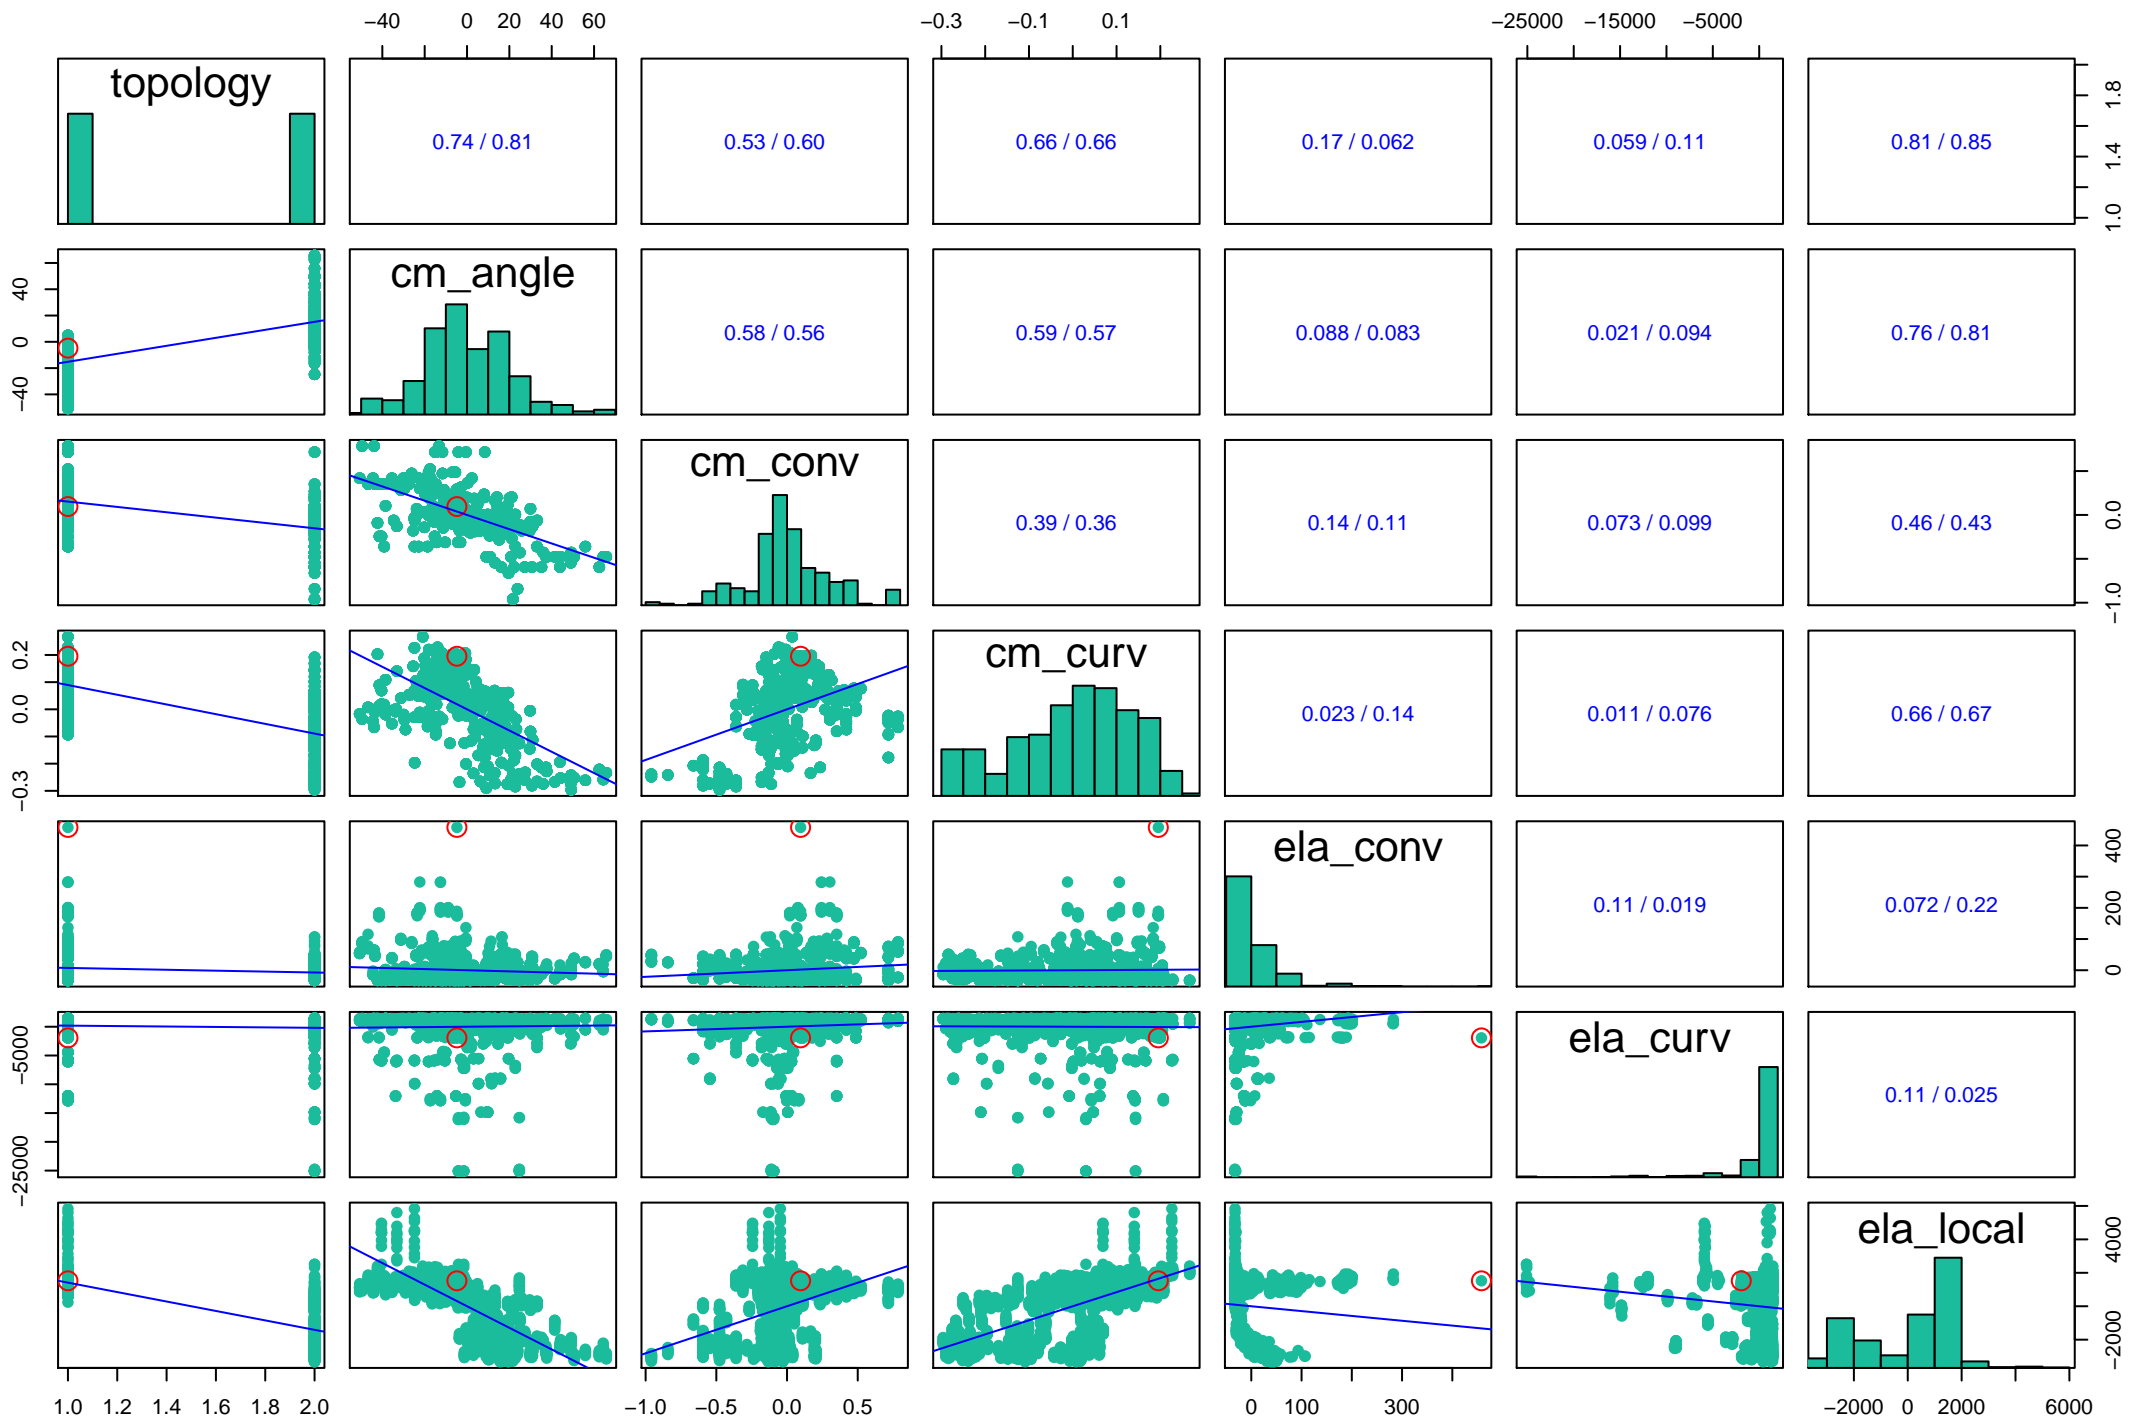 −40 0 20 40 60 −0.3 −0.1 0.1 −25000 −15000 −5000
topology 0.74 / 0.81 0.53 / 0.60 0.66 / 0.66 0.17 / 0.062 0.059 / 0.11 0.81 / 0.85 1.0 1.4 1.8
−40 0 40 cm_angle 0.58 / 0.56 0.59 / 0.57 0.088 / 0.083 0.021 / 0.094 0.76 / 0.81
cm_conv 0.39 / 0.36 0.14 / 0.11 0.073 / 0.099 0.46 / 0.43 −1.0 0.0
−0.3 0.0 0.2 cm_curv 0.023 / 0.14 0.011 / 0.076 0.66 / 0.67
ela_conv 0.11 / 0.019 0.072 / 0.22 0 200 400
−25000 −5000 ela_curv 0.11 / 0.025
ela_local −2000 4000
1.0 1.2 1.4 1.6 1.8 2.0 −1.0 −0.5 0.0 0.5 0 100 300 −2000 0 2000 6000